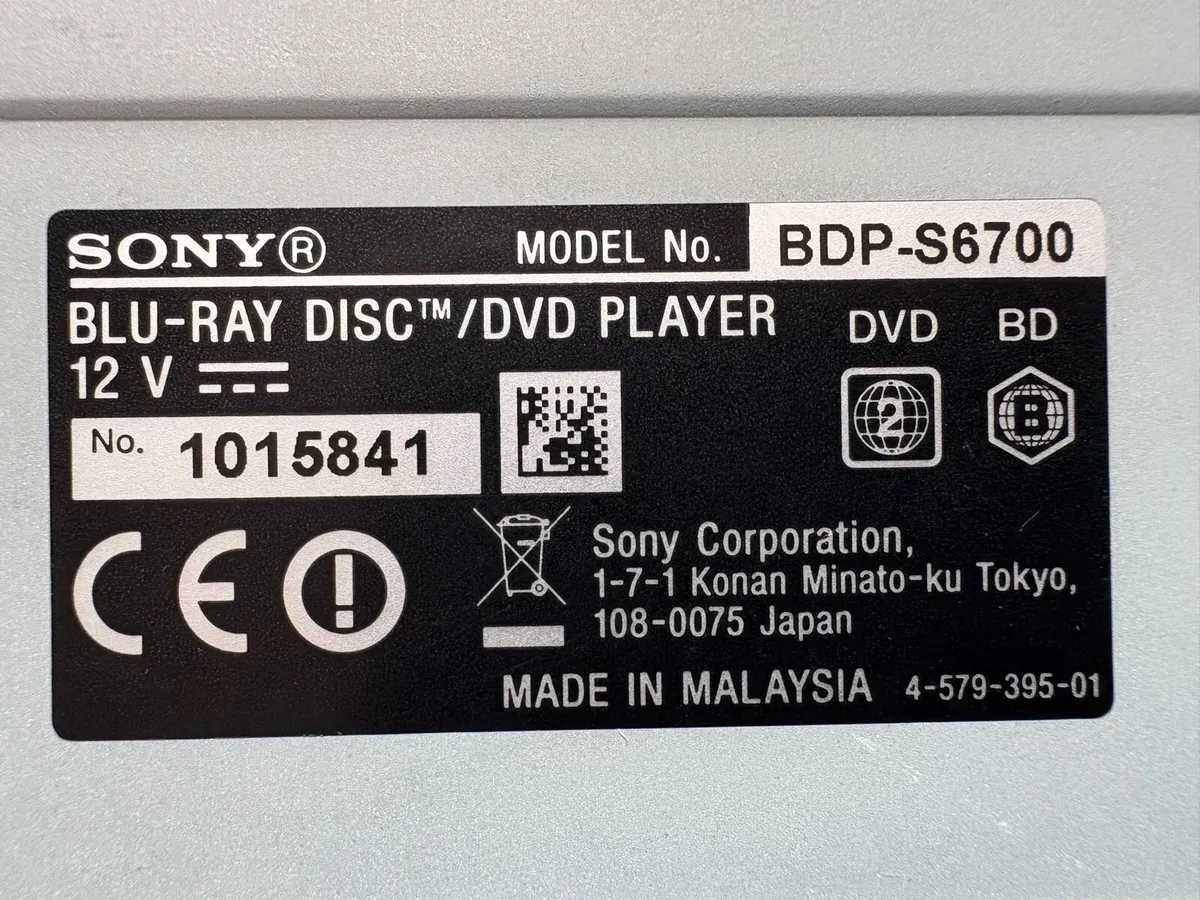 SONY®
MODEL No. BDP-S6700
BLU-RAY DISC™/DVD PLAYER
12 V
DVD BD
2 B
No. 1015841
CE
Sony Corporation,
1-7-1 Konan Minato-ku Tokyo,
108-0075 Japan
MADE IN MALAYSIA 4-579-395-01